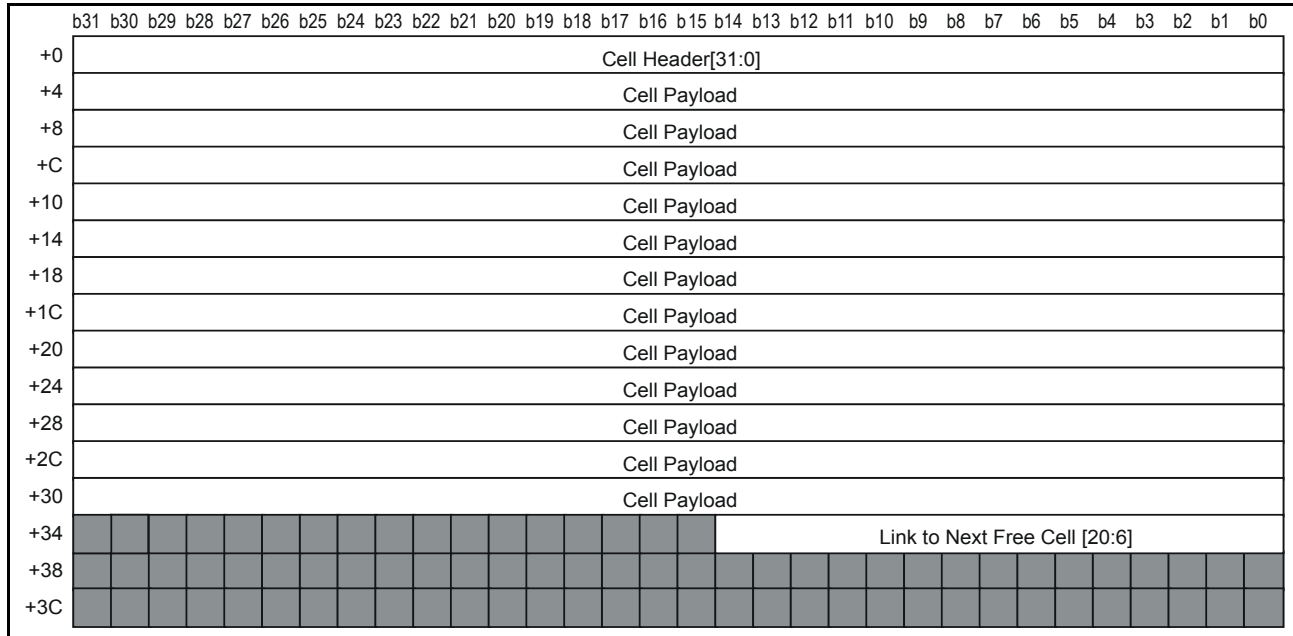 b31 b30 b29 b28 b27 b26 b25 b24 b23 b22 b21 b20 b19 b18 b17 b16 b15 b14 b13 b12 b11 b10 b9 b8 b7 b6 b5 b4 b3 b2 b1 b0
+0 Cell Header[31:0]
+4 Cell Payload
+8 Cell Payload
+C Cell Payload
+10 Cell Payload
+14 Cell Payload
+18 Cell Payload
+1C Cell Payload
+20 Cell Payload
+24 Cell Payload
+28 Cell Payload
+2C Cell Payload
+30 Cell Payload
+34 Link to Next Free Cell [20:6]
+38
+3C